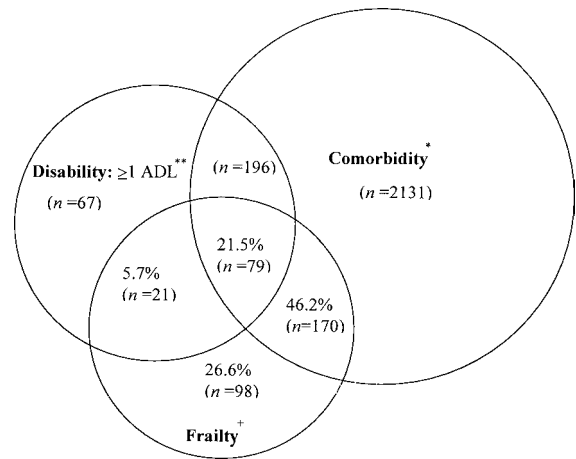 Disability: ≥1 ADL**
(n =67)
(n =196)
Comorbidity*
(n =2131)
5.7%
(n =21)
21.5%
(n =79)
46.2%
(n=170)
26.6%
(n =98)
Frailty+